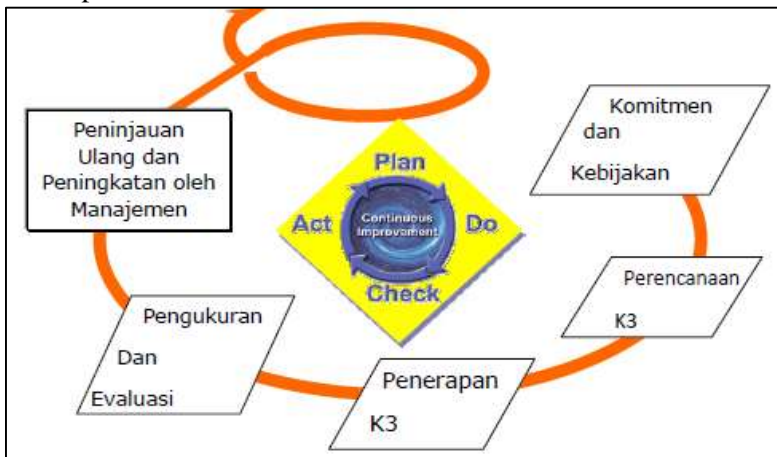 Komitmen
dan
Kebijakan
Perencanaan
K3
Penerapan
K3
Pengukuran
Dan
Evaluasi
Peninjauan
Ulang dan
Peningkatan oleh
Manajemen
Plan
Do
Check
Act
Continuous
Improvement